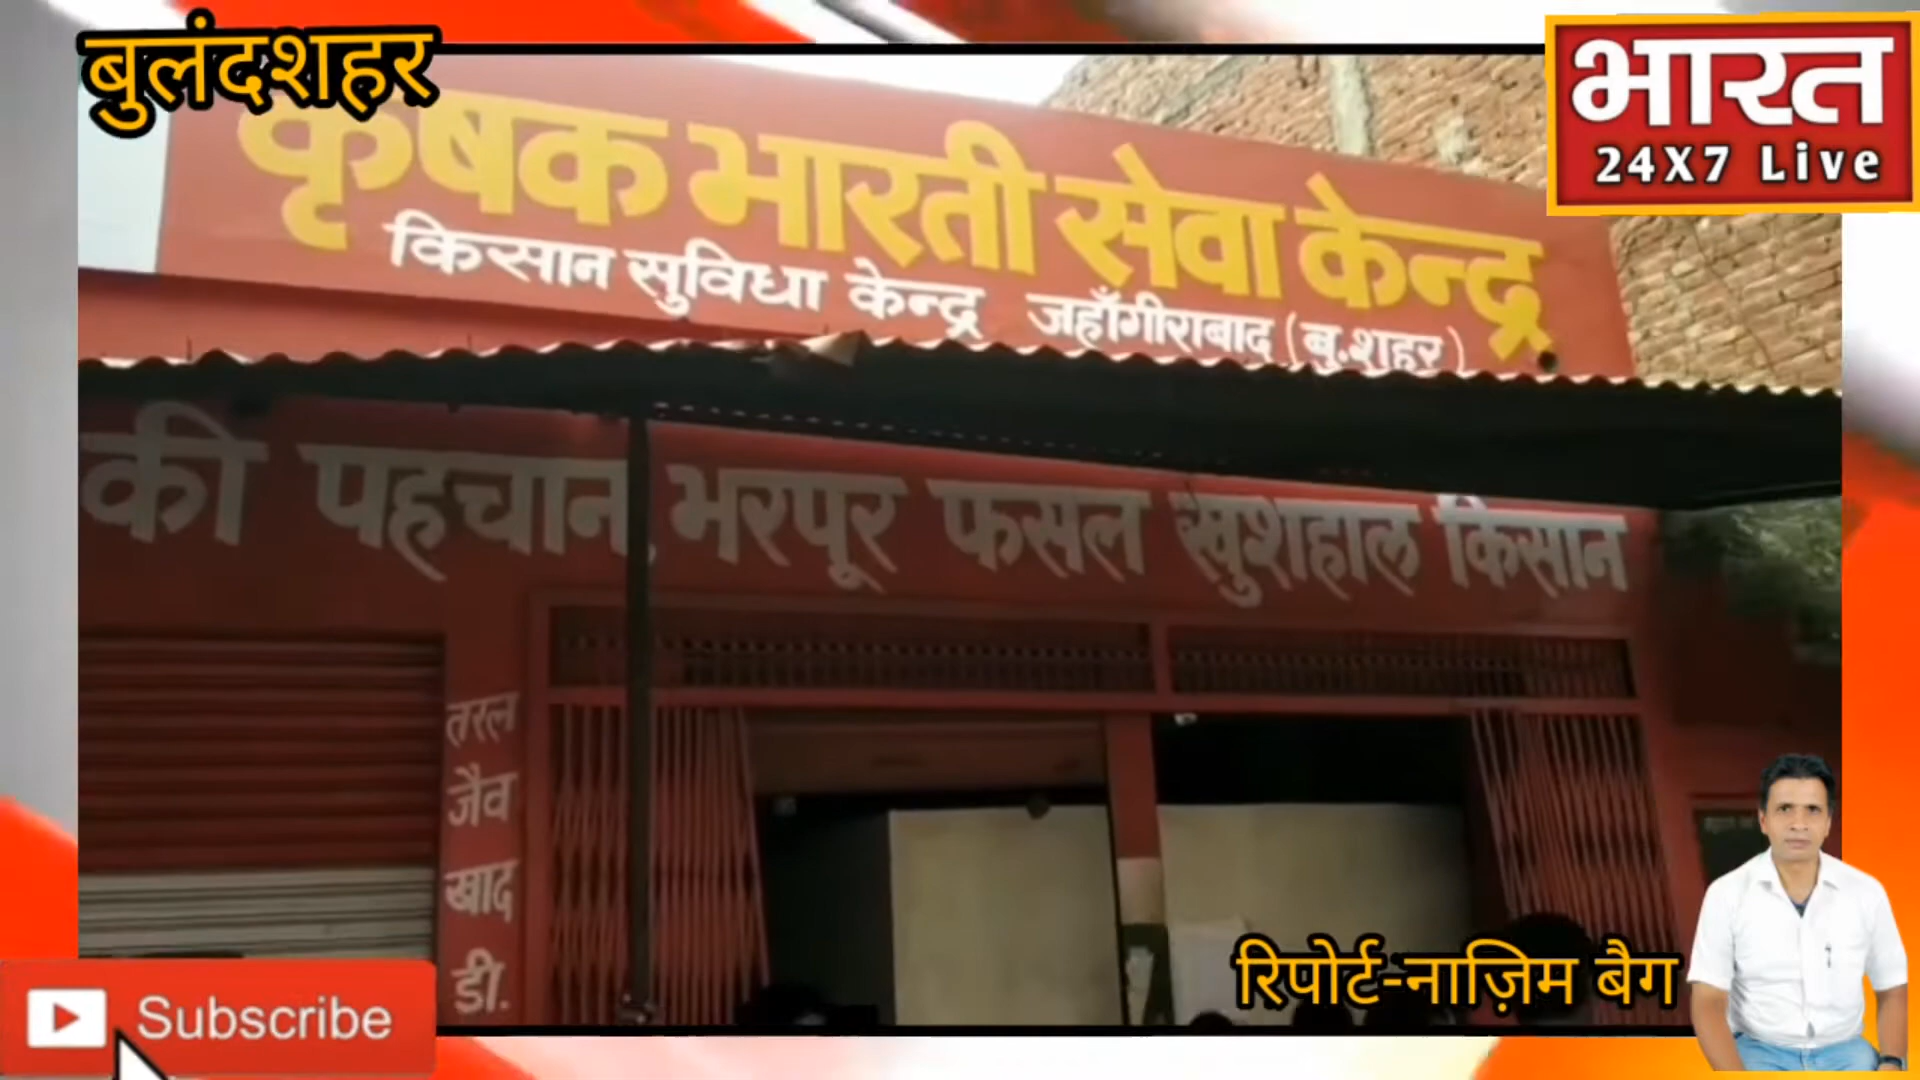 बुलंदशहर
भारत
24X7 Live
कृषक भारती सेवा केन्द्र
किसान सुविधा केन्द्र जहाँगीराबाद (बु.शहर)
की पहचान भरपूर फसल खुशहाल किसान
तरल
जैव
खाद
डी.
रिपोर्ट-नाज़िम बैग
Subscribe